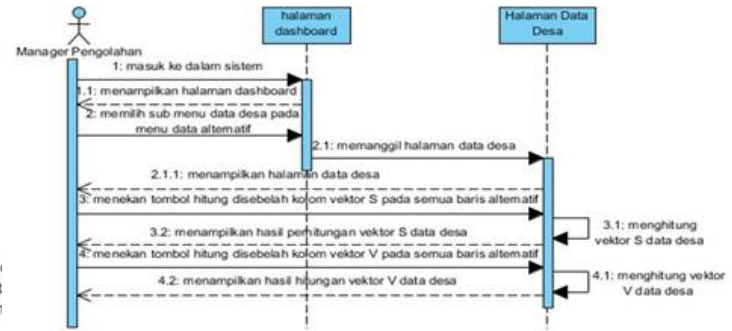 halaman
dashboard
Halaman Data
Desa
Manager Pengolahan
1: masuk ke dalam sistem
1.1: menampilkan halaman dashboard
2: memilih sub menu data desa pada
menu data alternatif
2.1: memanggil halaman data desa
2.1.1: menampilkan halaman data desa
3: menekan tombol hitung disebelah kolom vektor S pada semua baris alternatif
3.1: menghitung
vektor S data desa
3.2: menampilkan hasil perhitungan vektor S data desa
4: menekan tombol hitung disebelah kolom vektor V pada semua baris alternatif
4.1: menghitung vektor
V data desa
4.2: menampilkan hasil hitungan vektor V data desa